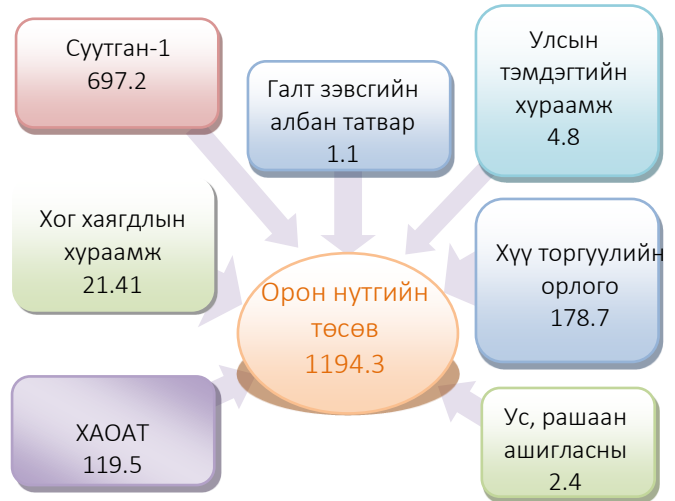 Суутган-1
697.2
Галт зэвсгийн
албан татвар
1.1
Улсын
тэмдэгтийн
хураамж
4.8
Хог хаягдлын
хураамж
21.41
Орон нутгийн
төсөв
1194.3
Хүү торгуулийн
орлого
178.7
ХАОАТ
119.5
Ус, рашаан
ашигласны
2.4